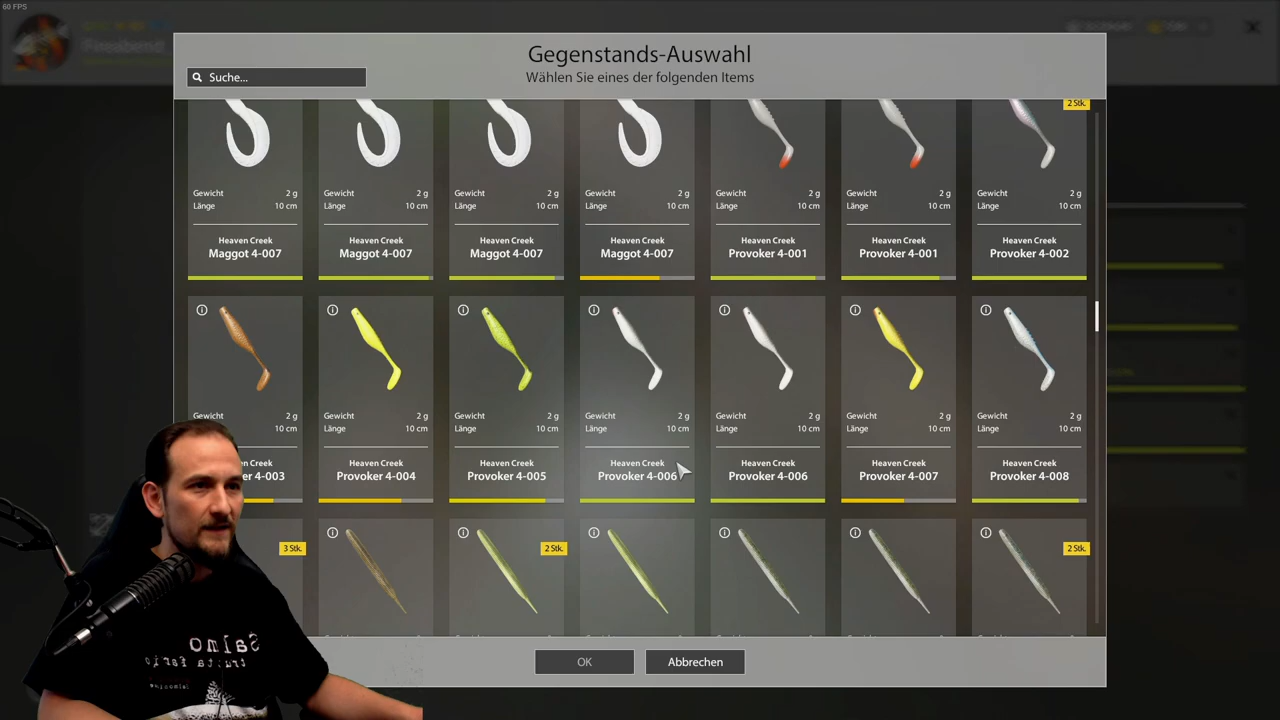 60 FPS
Gegenstands-Auswahl
Suche...
Wählen Sie eines der folgenden Items
2 Stk.
Gewicht 2 g Gewicht 2 g Gewicht 2 g Gewicht 2 g Gewicht 2 g Gewicht 2 g Gewicht 2 g
Länge 10 cm Länge 10 cm Länge 10 cm Länge 10 cm Länge 10 cm Länge 10 cm Länge 10 cm
Heaven Creek Heaven Creek Heaven Creek Heaven Creek Heaven Creek Heaven Creek Heaven Creek
Maggot 4-007 Maggot 4-007 Maggot 4-007 Maggot 4-007 Provoker 4-001 Provoker 4-001 Provoker 4-002
Gewicht 2 g Gewicht 2 g Gewicht 2 g Gewicht 2 g Gewicht 2 g Gewicht 2 g Gewicht 2 g
10 cm Länge 10 cm Länge 10 cm Länge 10 cm Länge 10 cm Länge 10 cm Länge 10 cm
en Creek Heaven Creek Heaven Creek Heaven Creek Heaven Creek Heaven Creek Heaven Creek
er 4-003 Provoker 4-004 Provoker 4-005 Provoker 4-006 Provoker 4-006 Provoker 4-007 Provoker 4-008
3 Stk. 2 Stk. 2 Stk.
Salmo
trutta fario
OK Abbrechen